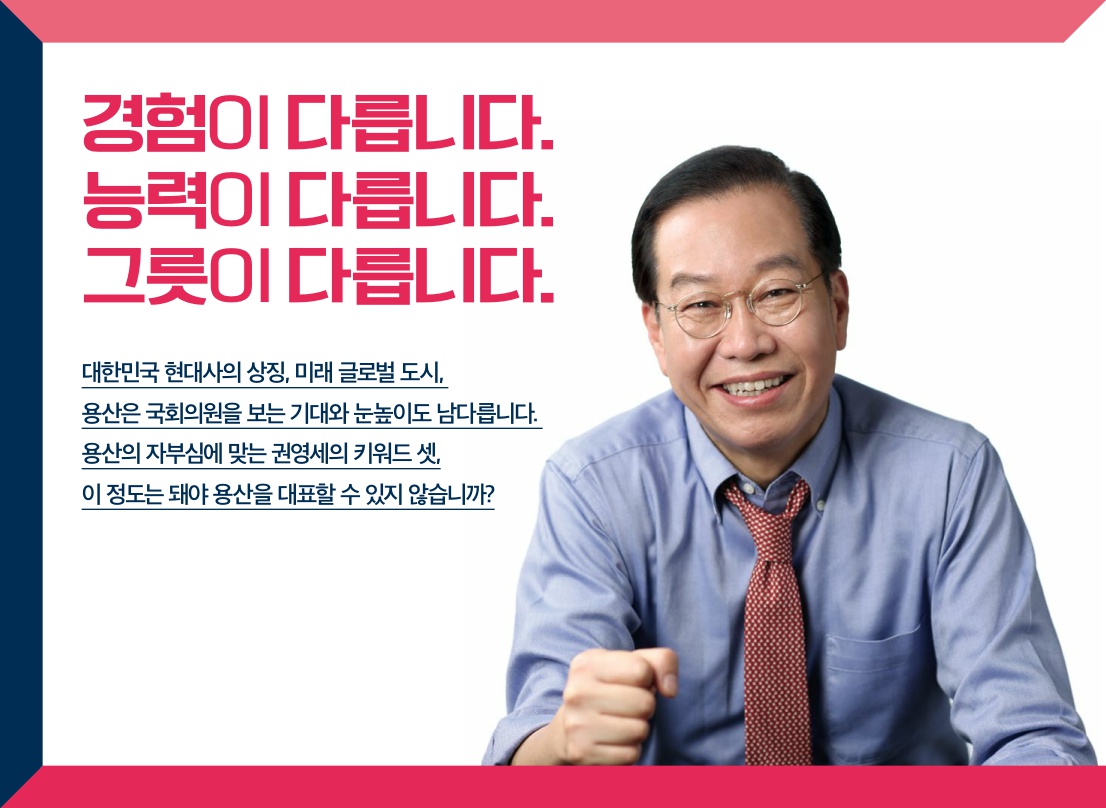 경험이 다릅니다.
능력이 다릅니다.
그릇이 다릅니다.
대한민국 현대사의 상징, 미래 글로벌 도시,
용산은 국회의원을 보는 기대와 눈높이도 남다릅니다.
용산의 자부심에 맞는 권영세의 키워드 셋,
이 정도는 돼야 용산을 대표할 수 있지 않습니까?